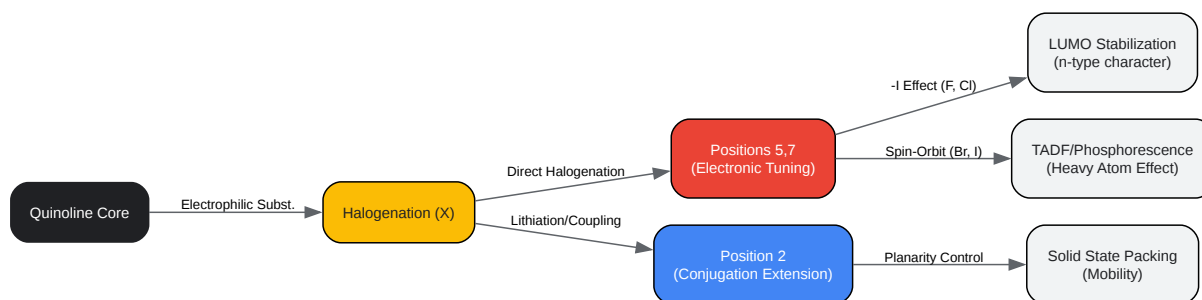 Quinoline Core
Electrophilic Subst.
Halogenation (X)
Direct Halogenation
Lithiation/Coupling
Positions 5,7
(Electronic Tuning)
Position 2
(Conjugation Extension)
-I Effect (F, Cl)
Spin-Orbit (Br, I)
Planarity Control
LUMO Stabilization
(n-type character)
TADF/Phosphorescence
(Heavy Atom Effect)
Solid State Packing
(Mobility)